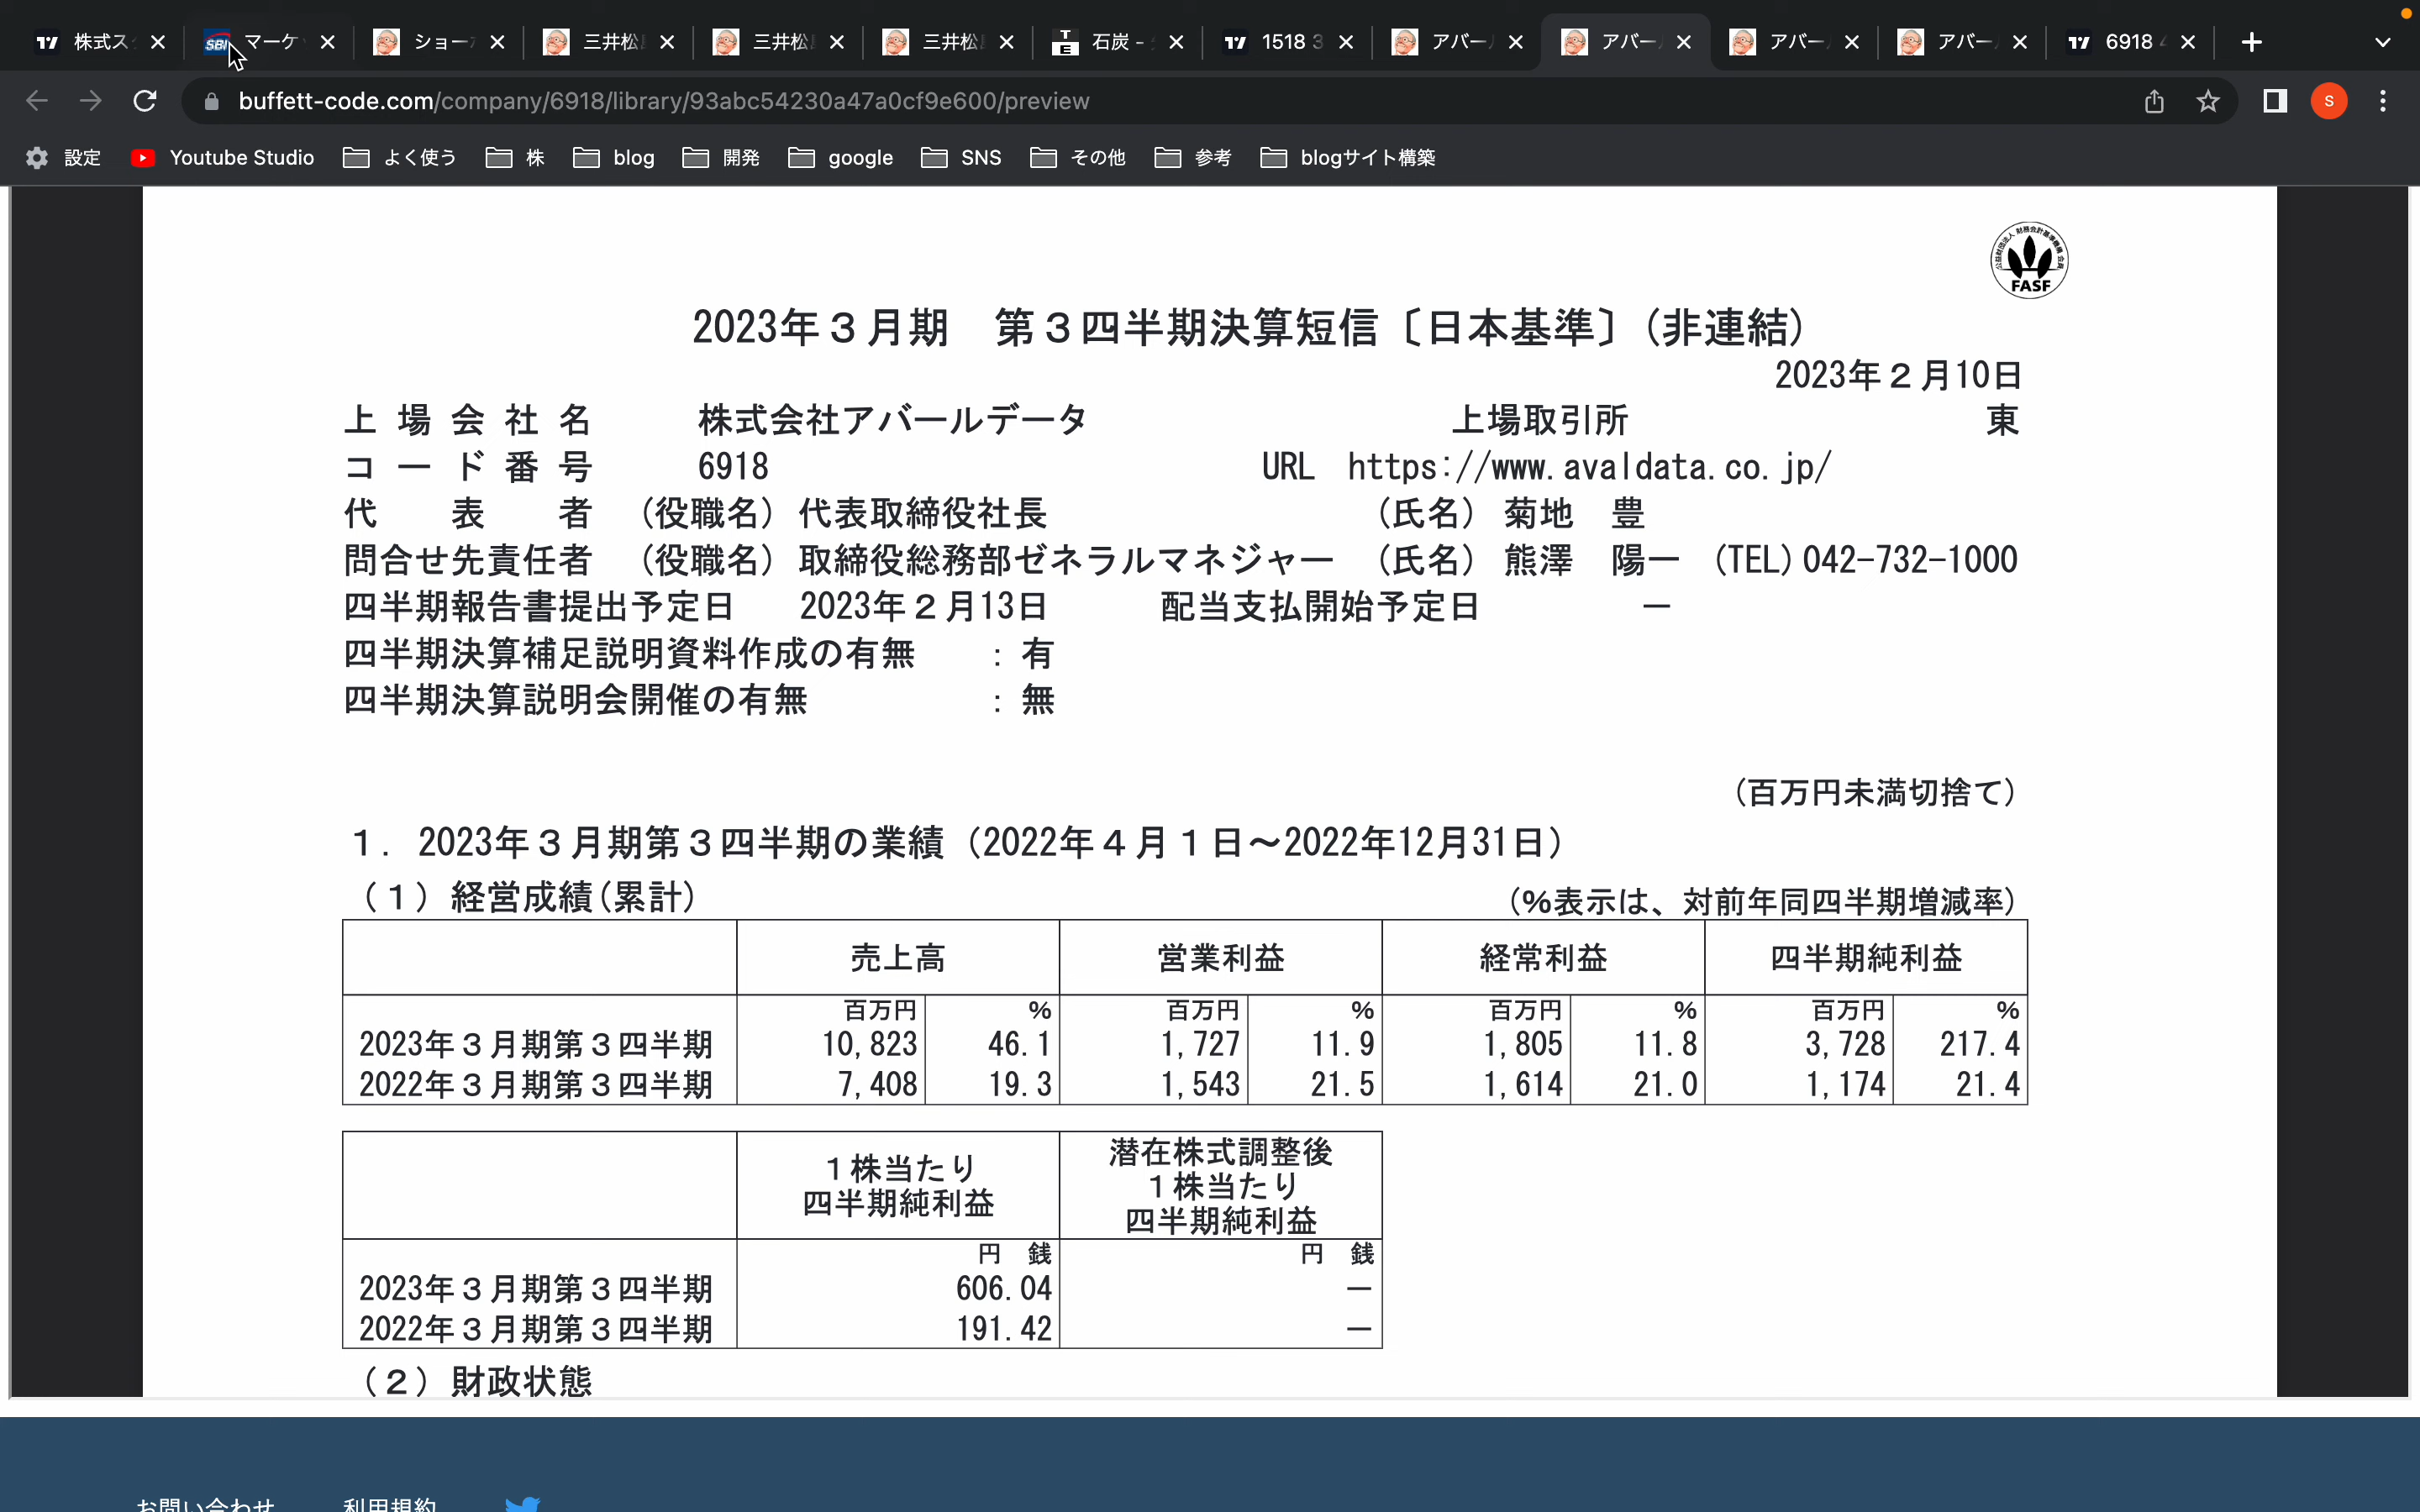 株式ス マーケ ショー 三井松 三井松 三井松 石炭 - 1518 3 アバー アバー アバー アバー 6918
buffett-code.com/company/6918/library/93abc54230a47a0cf9e600/preview S
設定 Youtube Studio よく使う 株 blog 開発 google SNS その他 参考 blogサイト構築
FASF
2023年３月期　第３四半期決算短信〔日本基準〕(非連結)
2023年２月10日
上場会社名 株式会社アバールデータ 上場取引所 東
コード番号 6918 URL https://www.avaldata.co.jp/
代表者 (役職名) 代表取締役社長 (氏名) 菊地　豊
問合せ先責任者 (役職名) 取締役総務部ゼネラルマネジャー (氏名) 熊澤　陽一 (TEL) 042-732-1000
四半期報告書提出予定日 2023年２月13日 配当支払開始予定日 －
四半期決算補足説明資料作成の有無 : 有
四半期決算説明会開催の有無 : 無
(百万円未満切捨て)
１．2023年３月期第３四半期の業績（2022年４月１日～2022年12月31日）
（１）経営成績(累計) (％表示は、対前年同四半期増減率)
売上高 営業利益 経常利益 四半期純利益
百万円 % 百万円 % 百万円 % 百万円 %
2023年３月期第３四半期 10,823 46.1 1,727 11.9 1,805 11.8 3,728 217.4
2022年３月期第３四半期 7,408 19.3 1,543 21.5 1,614 21.0 1,174 21.4
１株当たり 四半期純利益 潜在株式調整後 １株当たり 四半期純利益
円　銭 円　銭
2023年３月期第３四半期 606.04 －
2022年３月期第３四半期 191.42 －
（２）財政状態
お問い合わせ 利用規約